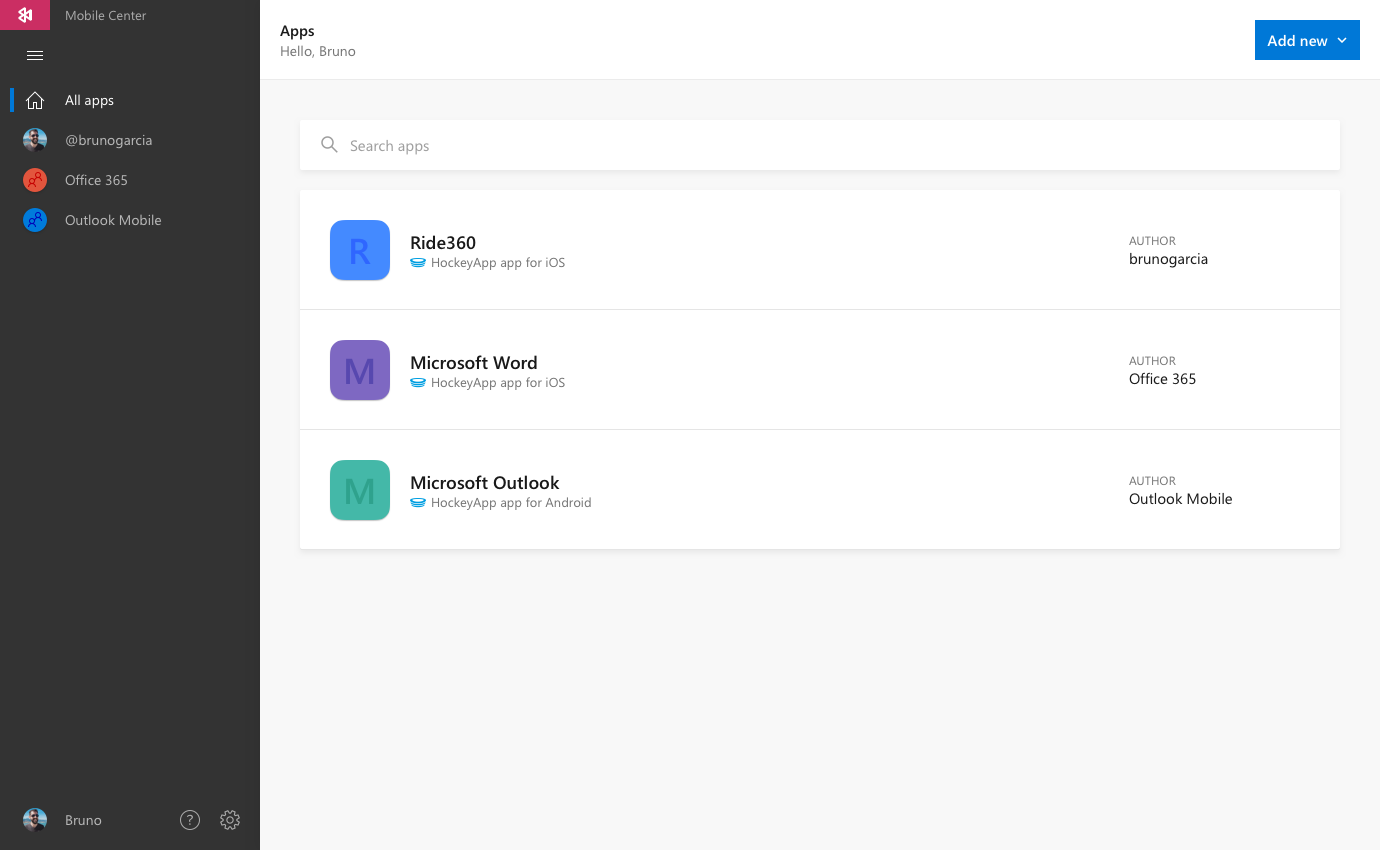 Mobile Center
All apps
@brunogarcia
Office 365
Outlook Mobile
Bruno
?
Apps
Hello, Bruno
Add new
Search apps
R
Ride360
HockeyApp app for iOS
AUTHOR
brunogarcia
M
Microsoft Word
HockeyApp app for iOS
AUTHOR
Office 365
M
Microsoft Outlook
HockeyApp app for Android
AUTHOR
Outlook Mobile